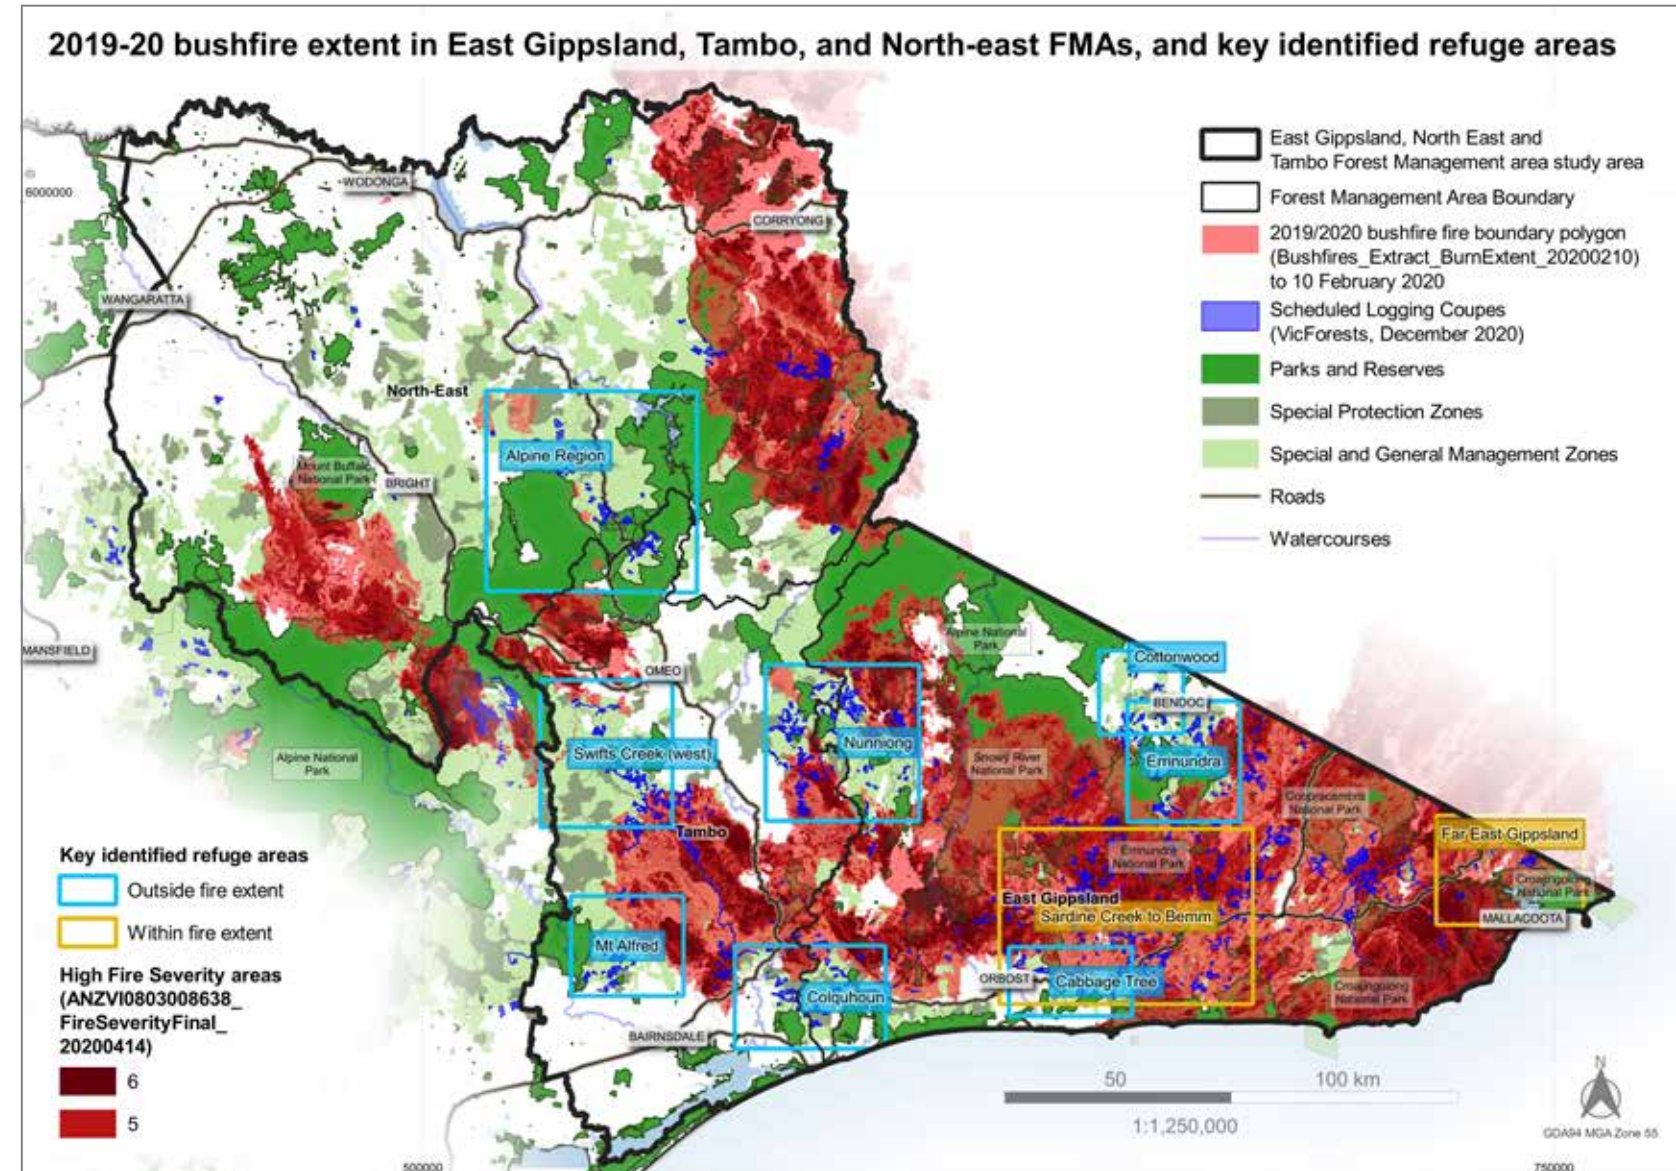 2019-20 bushfire extent in East Gippsland, Tambo, and North-east FMAs, and key identified refuge areas
East Gippsland, North East and
Tambo Forest Management area study area
Forest Management Area Boundary
2019/2020 bushfire fire boundary polygon
(Bushfires_Extract_BurnExtent_20200210)
to 10 February 2020
Scheduled Logging Coupes
(VicForests, December 2020)
Parks and Reserves
Special Protection Zones
Special and General Management Zones
Roads
Watercourses
6000000
WODONGA
CORRYONG
WANGARATTA
North-East
Alpine Region
Mount Buffalo
National Park
BRIGHT
MANSFIELD
OMEO
Alpine National
Park
Cottonwood
BENDOC
Swifts Creek (west)
Nunniong
Snowy River
National Park
Errinundra
Alpine National
Park
Coopracambra
National Park
Tambo
Far East Gippsland
Errinundra
National Park
Croajingolong
National Park
East Gippsland
Sardine Creek to Bemm
MALLACOOTA
Mt Alfred
ORBOST
Cabbage Tree
Colquhoun
Croajingolong
National Park
BAIRNSDALE
Key identified refuge areas
Outside fire extent
Within fire extent
High Fire Severity areas
(ANZVI0803008638_
FireSeverityFinal_
20200414)
6
5
50
100 km
1:1,250,000
N
GDA94 MGA Zone 55
500000
750000